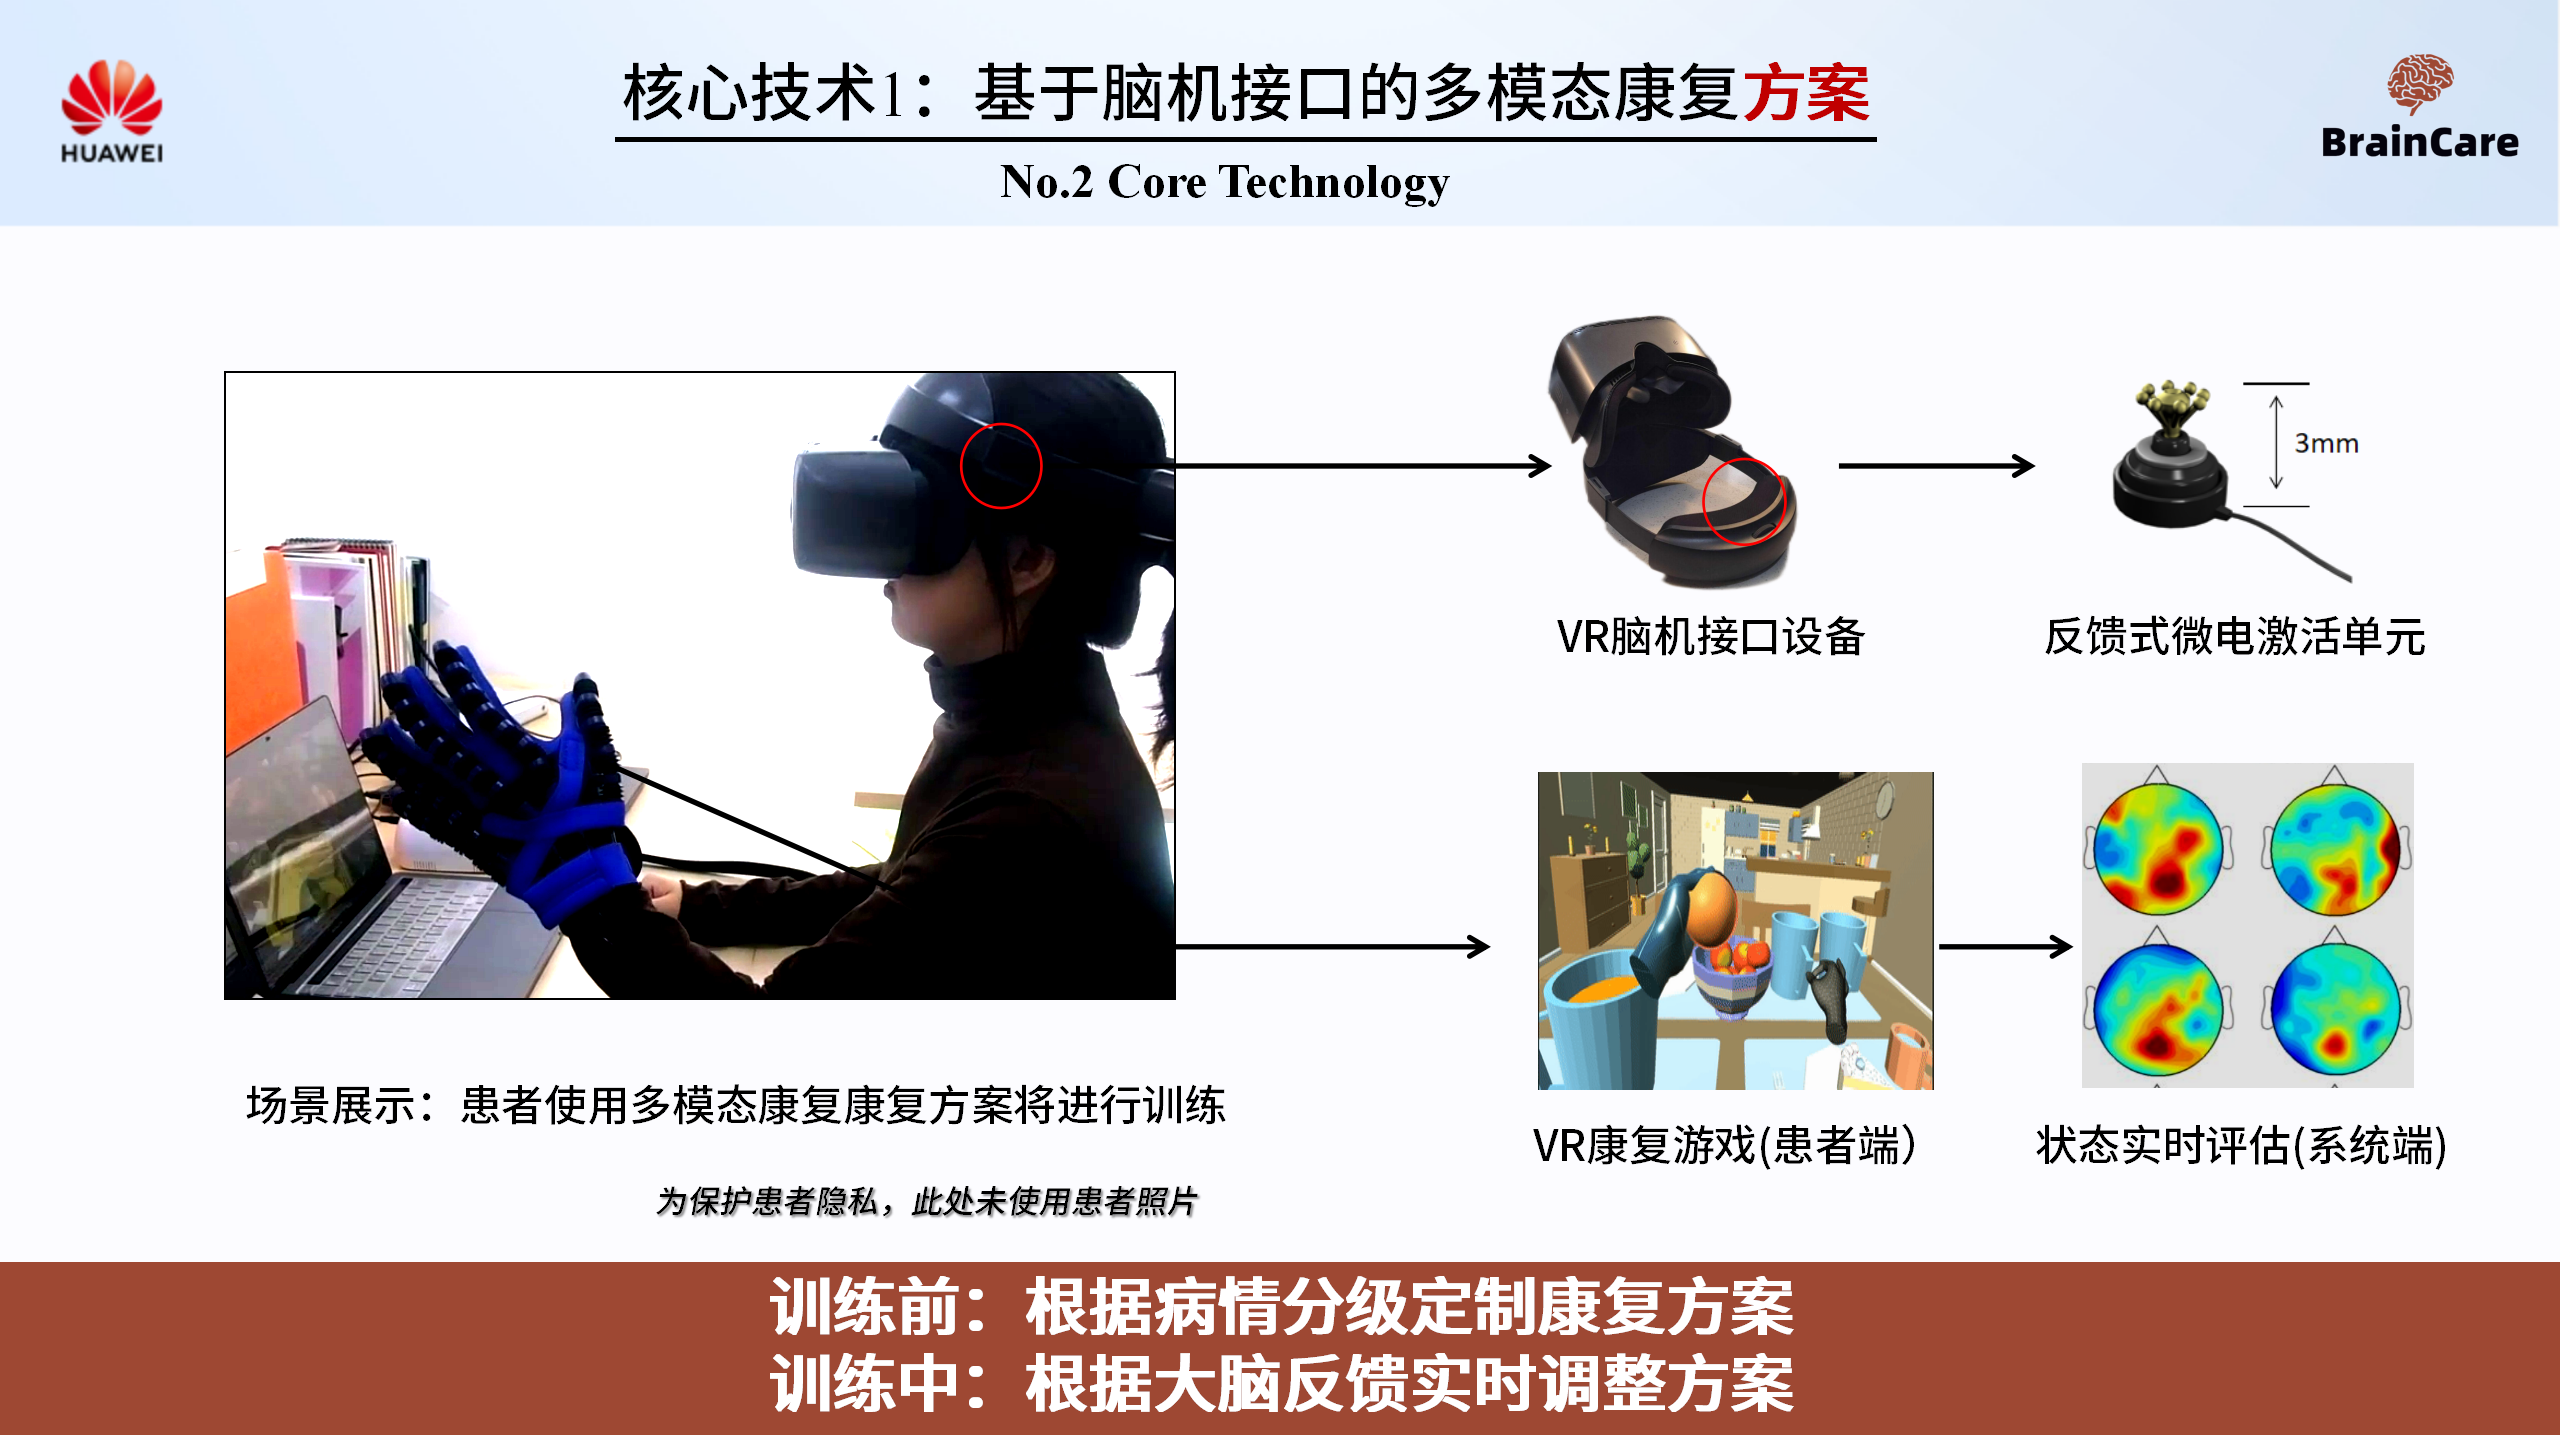 HUAWEI
核心技术1：基于脑机接口的多模态康复方案
No.2 Core Technology
BrainCare
3mm
VR脑机接口设备
反馈式微电激活单元
场景展示：患者使用多模态康复康复方案将进行训练
VR康复游戏(患者端）
状态实时评估(系统端)
为保护患者隐私，此处未使用患者照片
训练前：根据病情分级定制康复方案
训练中：根据大脑反馈实时调整方案